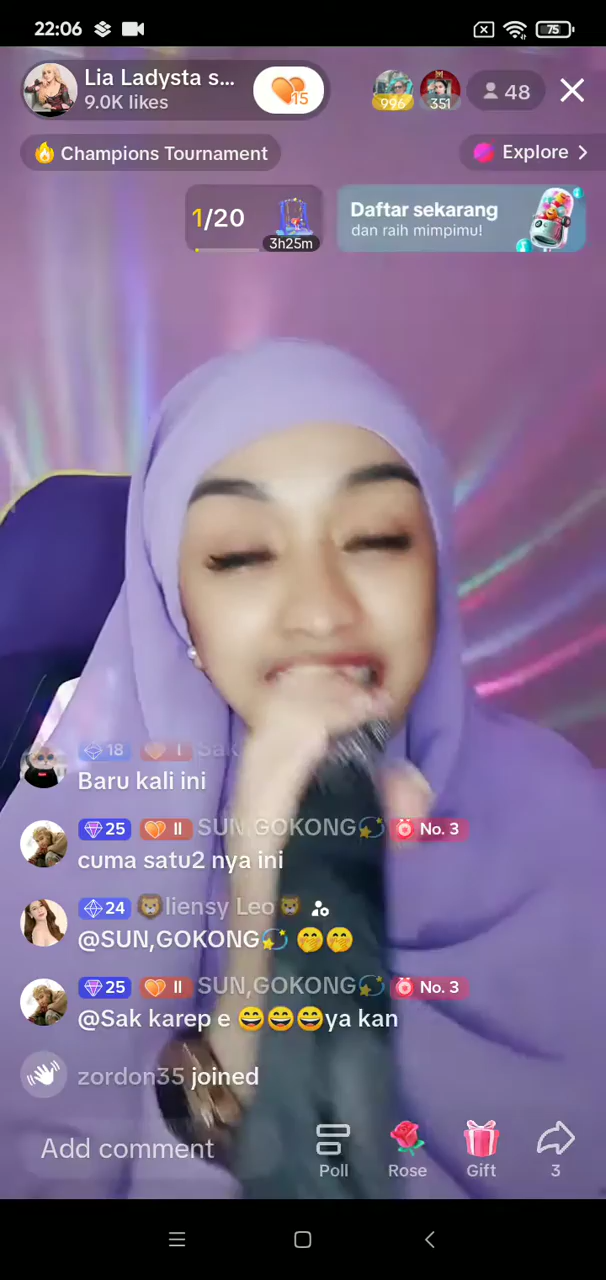 22:06
75
Lia Ladysta s...
9.0K likes
15
996
351
48
Champions Tournament
Explore
1/20
3h25m
Daftar sekarang
dan raih mimpimu!
18 I Sak
Baru kali ini
25 II SUN,GOKONG💫 No. 3
cuma satu2 nya ini
24 🦁liensy Leo🦁
@SUN,GOKONG💫 🤭🤭
25 II SUN,GOKONG💫 No. 3
@Sak karep e 😄😄😄ya kan
zordon35 joined
Add comment
Poll
Rose
Gift
3